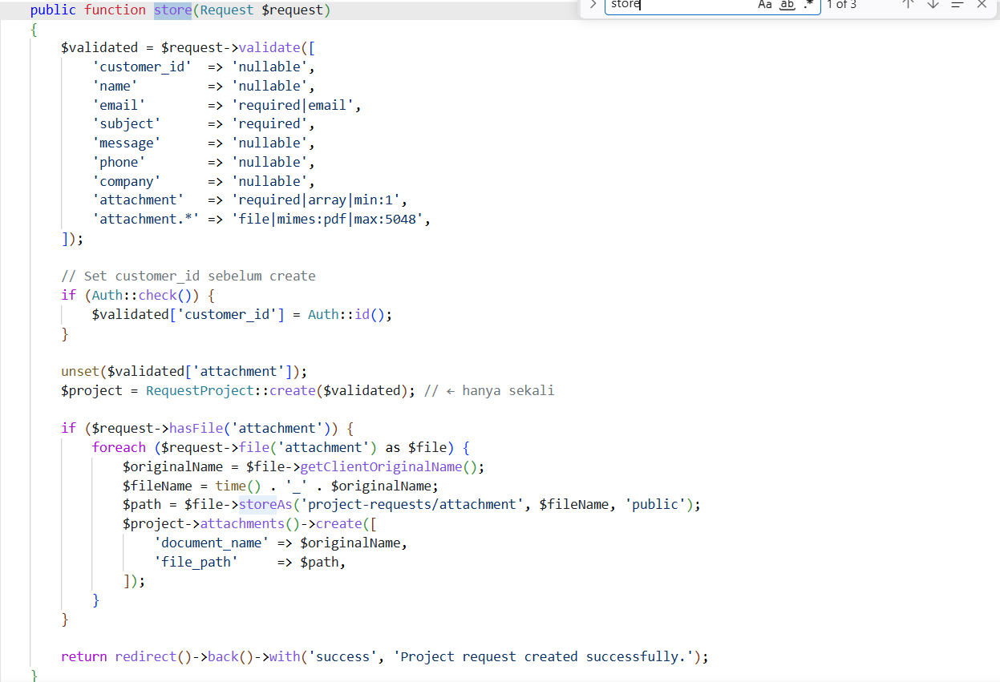 public function store(Request $request)
store
Aa ab .* 1 of 3
{
    $validated = $request->validate([
        'customer_id'  => 'nullable',
        'name'         => 'nullable',
        'email'        => 'required|email',
        'subject'      => 'required',
        'message'      => 'nullable',
        'phone'        => 'nullable',
        'company'      => 'nullable',
        'attachment'   => 'required|array|min:1',
        'attachment.*' => 'file|mimes:pdf|max:5048',
    ]);
    // Set customer_id sebelum create
    if (Auth::check()) {
        $validated['customer_id'] = Auth::id();
    }
    unset($validated['attachment']);
    $project = RequestProject::create($validated); // ← hanya sekali
    if ($request->hasFile('attachment')) {
        foreach ($request->file('attachment') as $file) {
            $originalName = $file->getClientOriginalName();
            $fileName = time() . '_' . $originalName;
            $path = $file->storeAs('project-requests/attachment', $fileName, 'public');
            $project->attachments()->create([
                'document_name' => $originalName,
                'file_path'     => $path,
            ]);
        }
    }
    return redirect()->back()->with('success', 'Project request created successfully.');
}